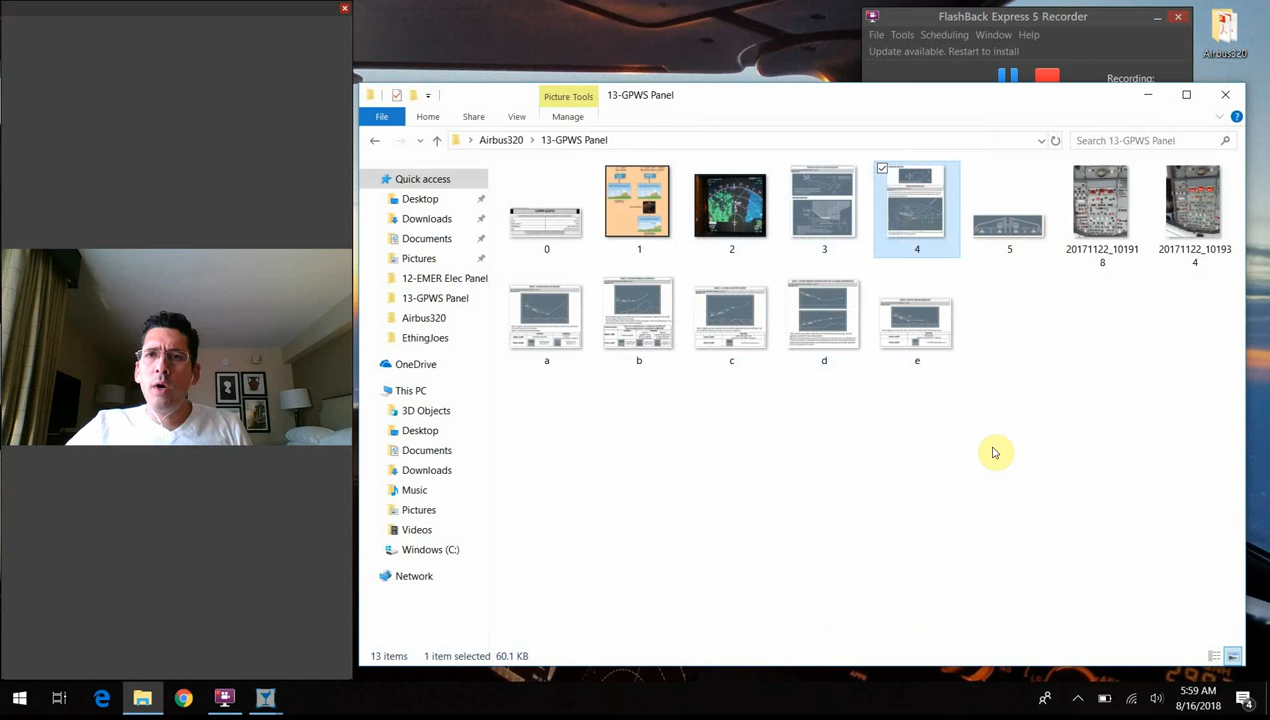 FlashBack Express 5 Recorder
File Tools Scheduling Window Help
Update available. Restart to install
Recording:
Airbus320
Picture Tools
13-GPWS Panel
File
Home
Share
View
Manage
Airbus320
13-GPWS Panel
Search 13-GPWS Panel
Quick access
Desktop
Downloads
Documents
Pictures
12-EMER Elec Panel
13-GPWS Panel
Airbus320
EthingJoes
OneDrive
This PC
3D Objects
Desktop
Documents
Downloads
Music
Pictures
Videos
Windows (C:)
Network
0
1
2
3
4
5
20171122_10191
8
20171122_10193
4
a
b
c
d
e
13 items
1 item selected
60.1 KB
5:59 AM
8/16/2018
4